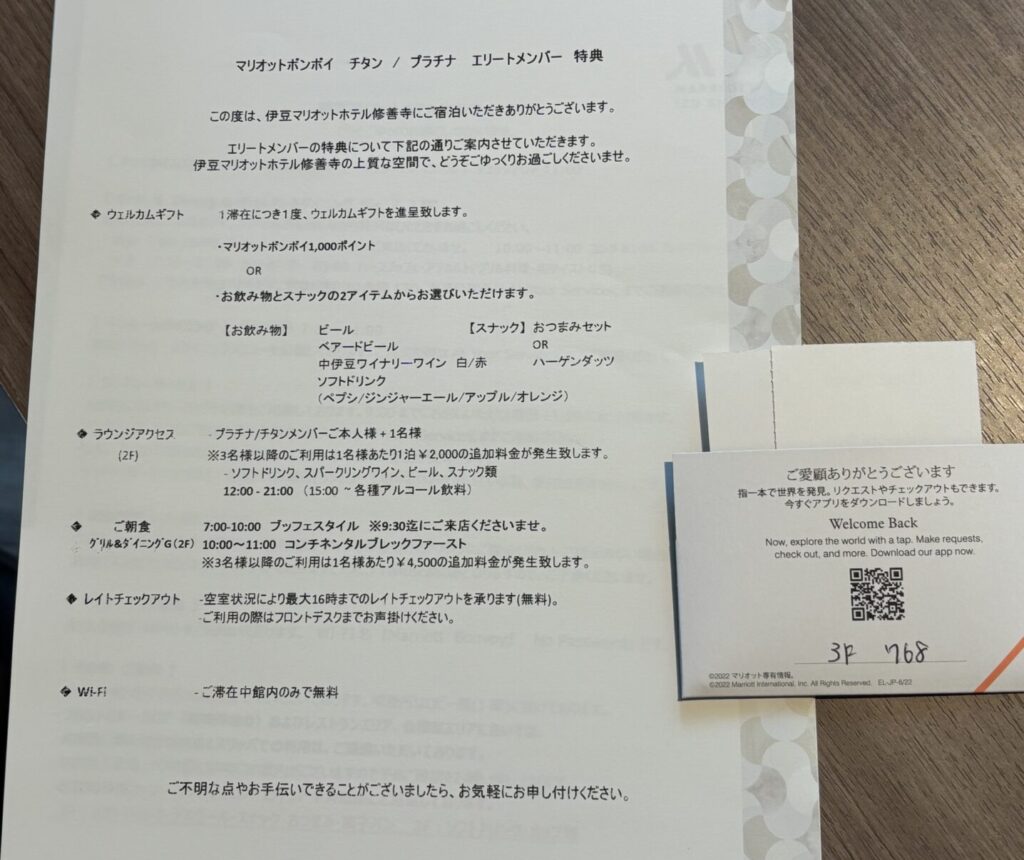 マリオットボンボイ チタン / プラチナ エリートメンバー 特典
この度は、伊豆マリオットホテル修善寺にご宿泊いただきありがとうございます。
エリートメンバーの特典について下記の通りご案内させていただきます。
伊豆マリオットホテル修善寺の上質な空間で、どうぞごゆっくりお過ごしくださいませ。
◆ ウェルカムギフト 1滞在につき1度、ウェルカムギフトを進呈致します。
・マリオットボンボイ1,000ポイント
OR
・お飲み物とスナックの2アイテムからお選びいただけます。
【お飲み物】 ビール 【スナック】 おつまみセット
ベアードビール OR
中伊豆ワイナリーワイン 白/赤 ハーゲンダッツ
ソフトドリンク
(ペプシ/ジンジャーエール/アップル/オレンジ)
◆ ラウンジアクセス - プラチナ/チタンメンバーご本人様 + 1名様
(2F) ※3名様以降のご利用は1名様あたり1泊¥2,000の追加料金が発生致します。
- ソフトドリンク、スパークリングワイン、ビール、スナック類
12:00 - 21:00 (15:00 ~ 各種アルコール飲料)
◆ ご朝食 7:00-10:00 ブッフェスタイル ※9:30迄にご来店くださいませ。
グリル&ダイニングG(2F) 10:00～11:00 コンチネンタルブレックファースト
※3名様以降のご利用は1名様あたり¥4,500の追加料金が発生致します。
◆ レイトチェックアウト -空室状況により最大16時までのレイトチェックアウトを承ります(無料)。
-ご利用の際はフロントデスクまでお声掛けください。
◆ Wi-Fi - ご滞在中館内のみで無料
ご不明な点やお手伝いできることがございましたら、お気軽にお申し付けください。
ご愛顧ありがとうございます
指一本で世界を発見。リクエストやチェックアウトもできます。
今すぐアプリをダウンロードしましょう。
Welcome Back
Now, explore the world with a tap. Make requests,
check out, and more. Download our app now.
3F 768
©2022 マリオット専有情報。
©2022 Marriott International, Inc. All Rights Reserved. EL-JP-6/22